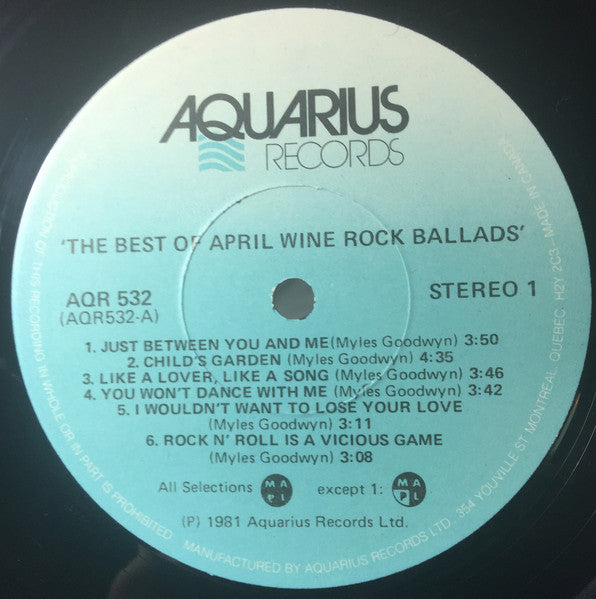 AQUARIUS
RECORDS
'THE BEST OF APRIL WINE ROCK BALLADS'
AQR 532
(AQR532-A)
STEREO 1
1. JUST BETWEEN YOU AND ME(Myles Goodwyn) 3:50
2. CHILD'S GARDEN (Myles Goodwyn) 4:35
3. LIKE A LOVER, LIKE A SONG (Myles Goodwyn) 3:46
4. YOU WON'T DANCE WITH ME (Myles Goodwyn) 3:42
5. I WOULDN'T WANT TO LOSE YOUR LOVE
(Myles Goodwyn) 3:11
6. ROCK N' ROLL IS A VICIOUS GAME
(Myles Goodwyn) 3:08
All Selections MAPL except 1: MAPL
(P) 1981 Aquarius Records Ltd.
REPRODUCTION OF THIS RECORDING IN WHOLE OR IN PART IS PROHIBITED
MANUFACTURED BY AQUARIUS RECORDS LTD. 354 YOUVILLE ST MONTREAL QUEBEC H2Y 2C3 — MADE IN CANADA